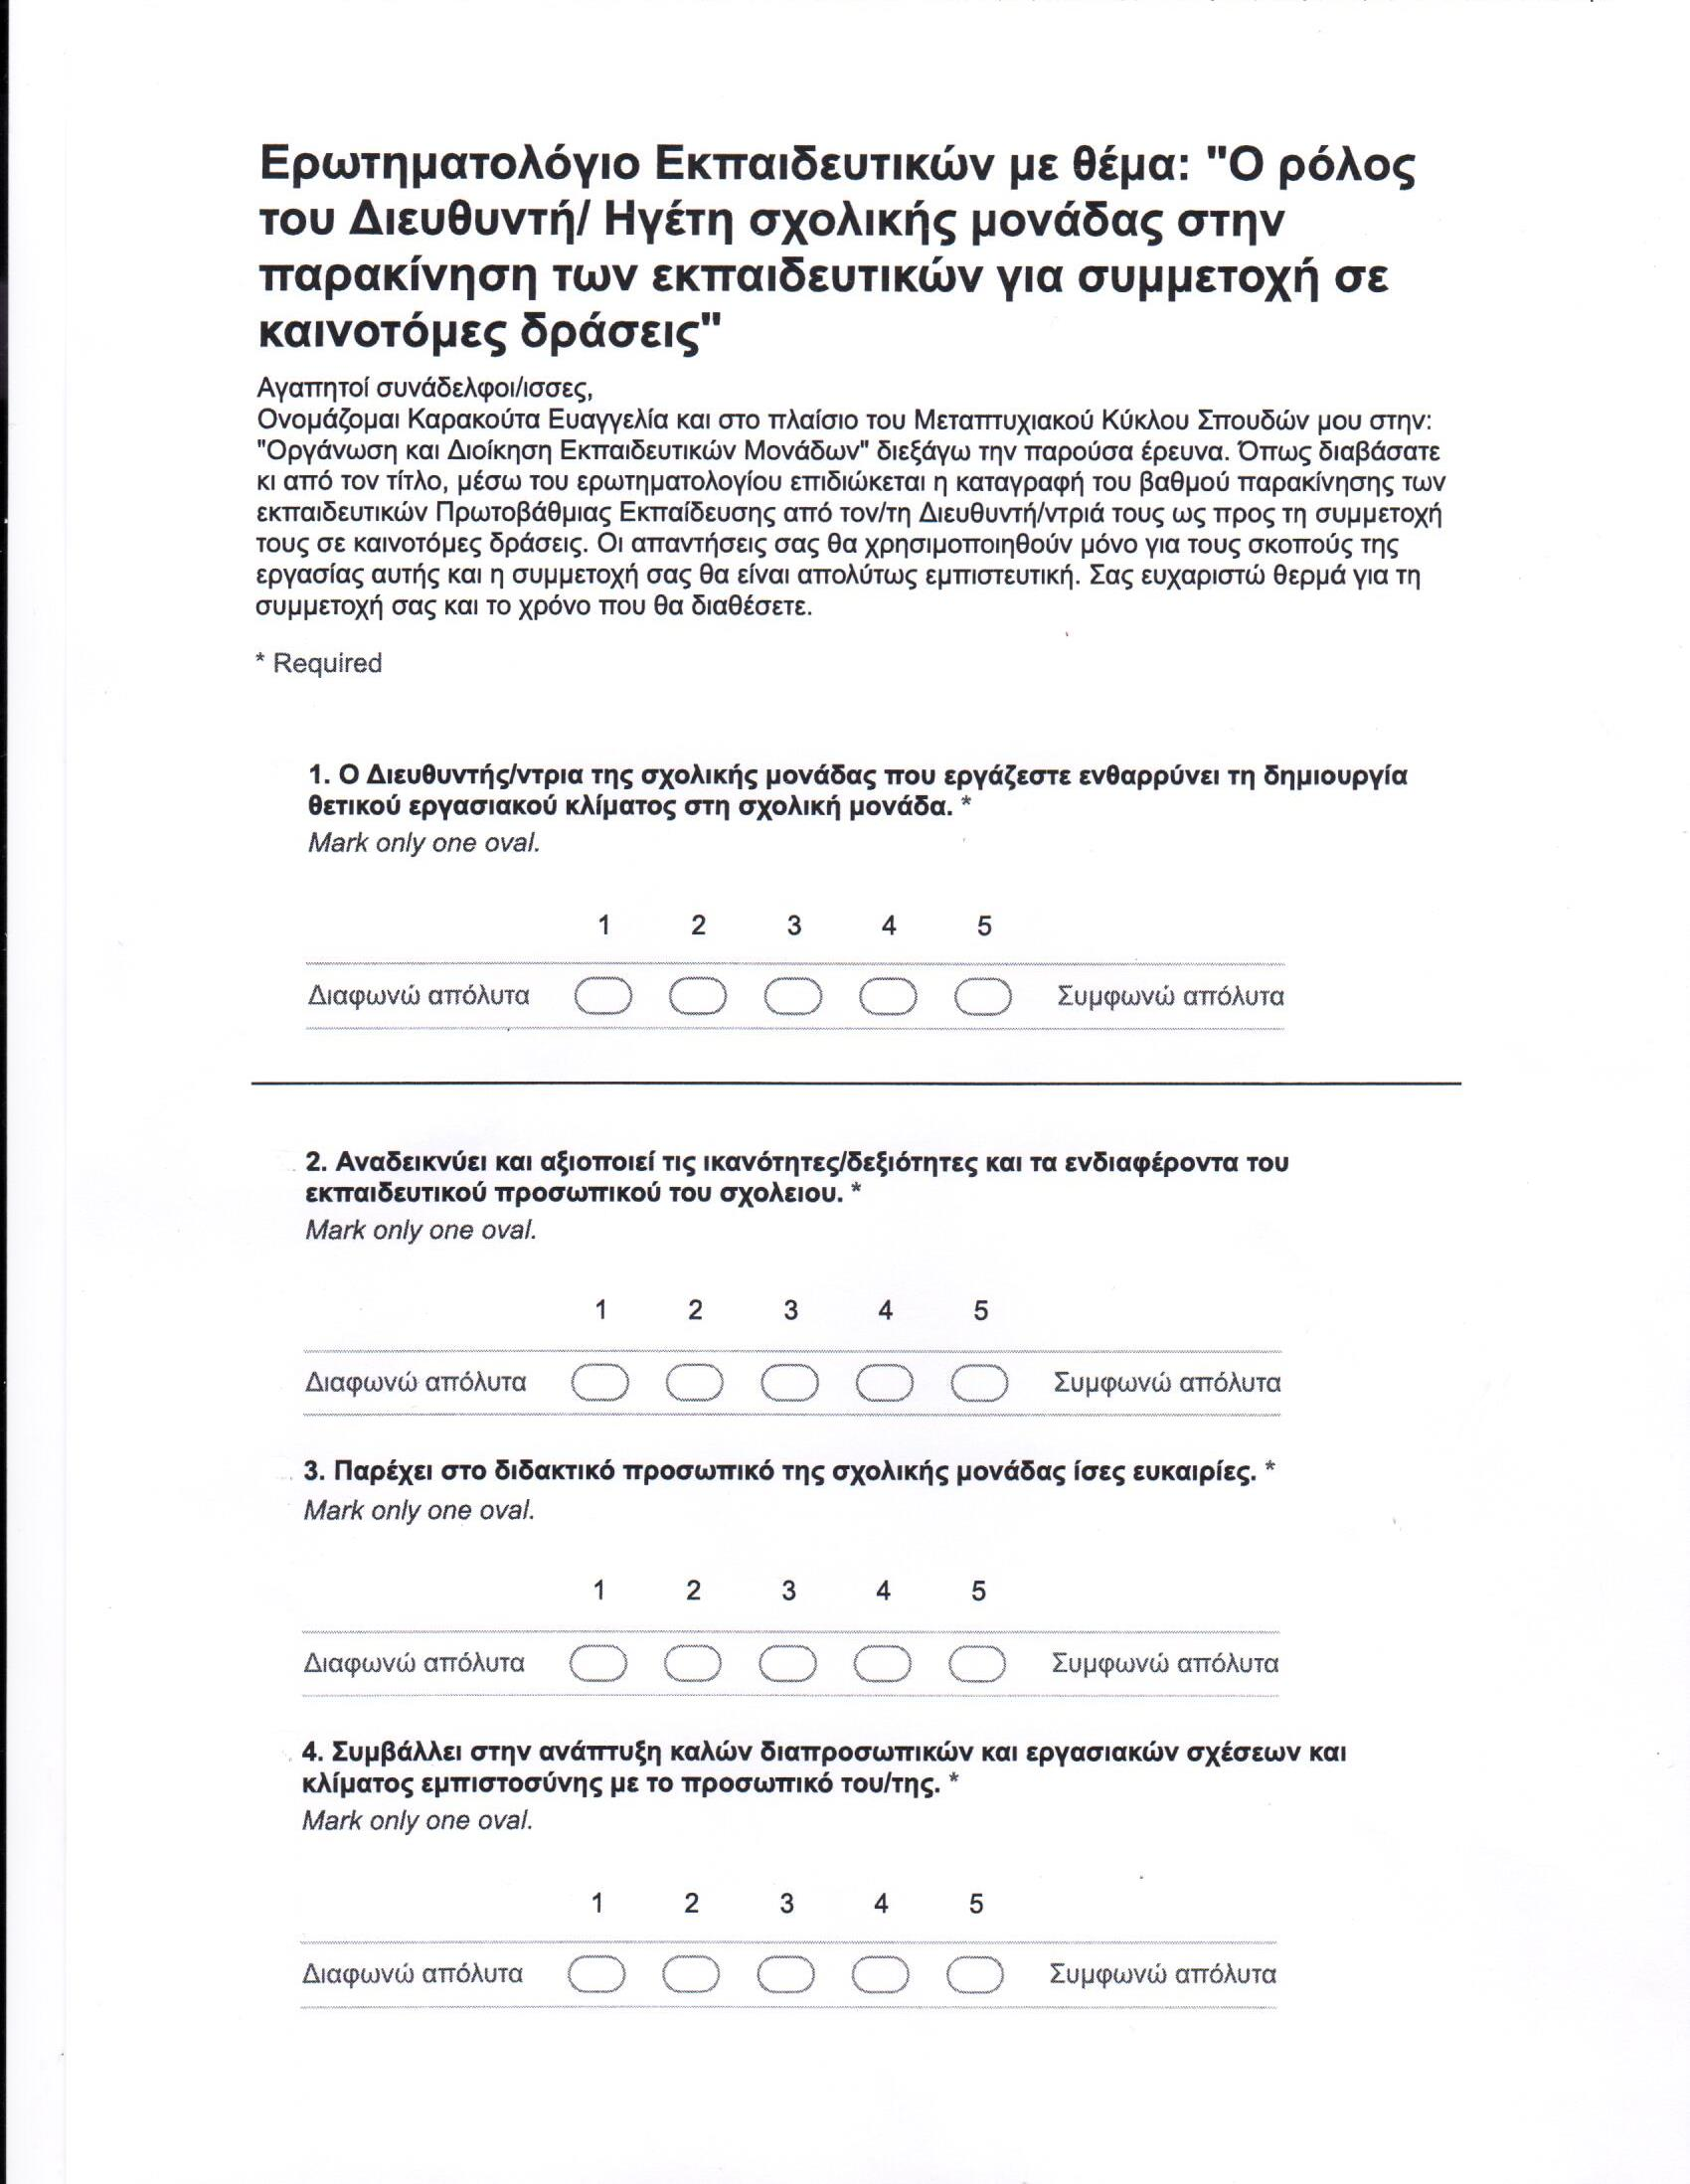 Ερωτηματολόγιο Εκπαιδευτικών με θέμα: "Ο ρόλος
του Διευθυντή/ Ηγέτη σχολικής μονάδας στην
παρακίνηση των εκπαιδευτικών για συμμετοχή σε
καινοτόμες δράσεις"
Αγαπητοί συνάδελφοι/ισσες,
Ονομάζομαι Καρακούτα Ευαγγελία και στο πλαίσιο του Μεταπτυχιακού Κύκλου Σπουδών μου στην:
"Οργάνωση και Διοίκηση Εκπαιδευτικών Μονάδων" διεξάγω την παρούσα έρευνα. Όπως διαβάσατε
κι από τον τίτλο, μέσω του ερωτηματολογίου επιδιώκεται η καταγραφή του βαθμού παρακίνησης των
εκπαιδευτικών Πρωτοβάθμιας Εκπαίδευσης από τον/τη Διευθυντή/ντριά τους ως προς τη συμμετοχή
τους σε καινοτόμες δράσεις. Οι απαντήσεις σας θα χρησιμοποιηθούν μόνο για τους σκοπούς της
εργασίας αυτής και η συμμετοχή σας θα είναι απολύτως εμπιστευτική. Σας ευχαριστώ θερμά για τη
συμμετοχή σας και το χρόνο που θα διαθέσετε.
* Required
1. Ο Διευθυντής/ντρια της σχολικής μονάδας που εργάζεστε ενθαρρύνει τη δημιουργία
θετικού εργασιακού κλίματος στη σχολική μονάδα. *
Mark only one oval.
1 2 3 4 5
Διαφωνώ απόλυτα Συμφωνώ απόλυτα
2. Αναδεικνύει και αξιοποιεί τις ικανότητες/δεξιότητες και τα ενδιαφέροντα του
εκπαιδευτικού προσωπικού του σχολειου. *
Mark only one oval.
1 2 3 4 5
Διαφωνώ απόλυτα Συμφωνώ απόλυτα
3. Παρέχει στο διδακτικό προσωπικό της σχολικής μονάδας ίσες ευκαιρίες. *
Mark only one oval.
1 2 3 4 5
Διαφωνώ απόλυτα Συμφωνώ απόλυτα
4. Συμβάλλει στην ανάπτυξη καλών διαπροσωπικών και εργασιακών σχέσεων και
κλίματος εμπιστοσύνης με το προσωπικό του/της. *
Mark only one oval.
1 2 3 4 5
Διαφωνώ απόλυτα Συμφωνώ απόλυτα